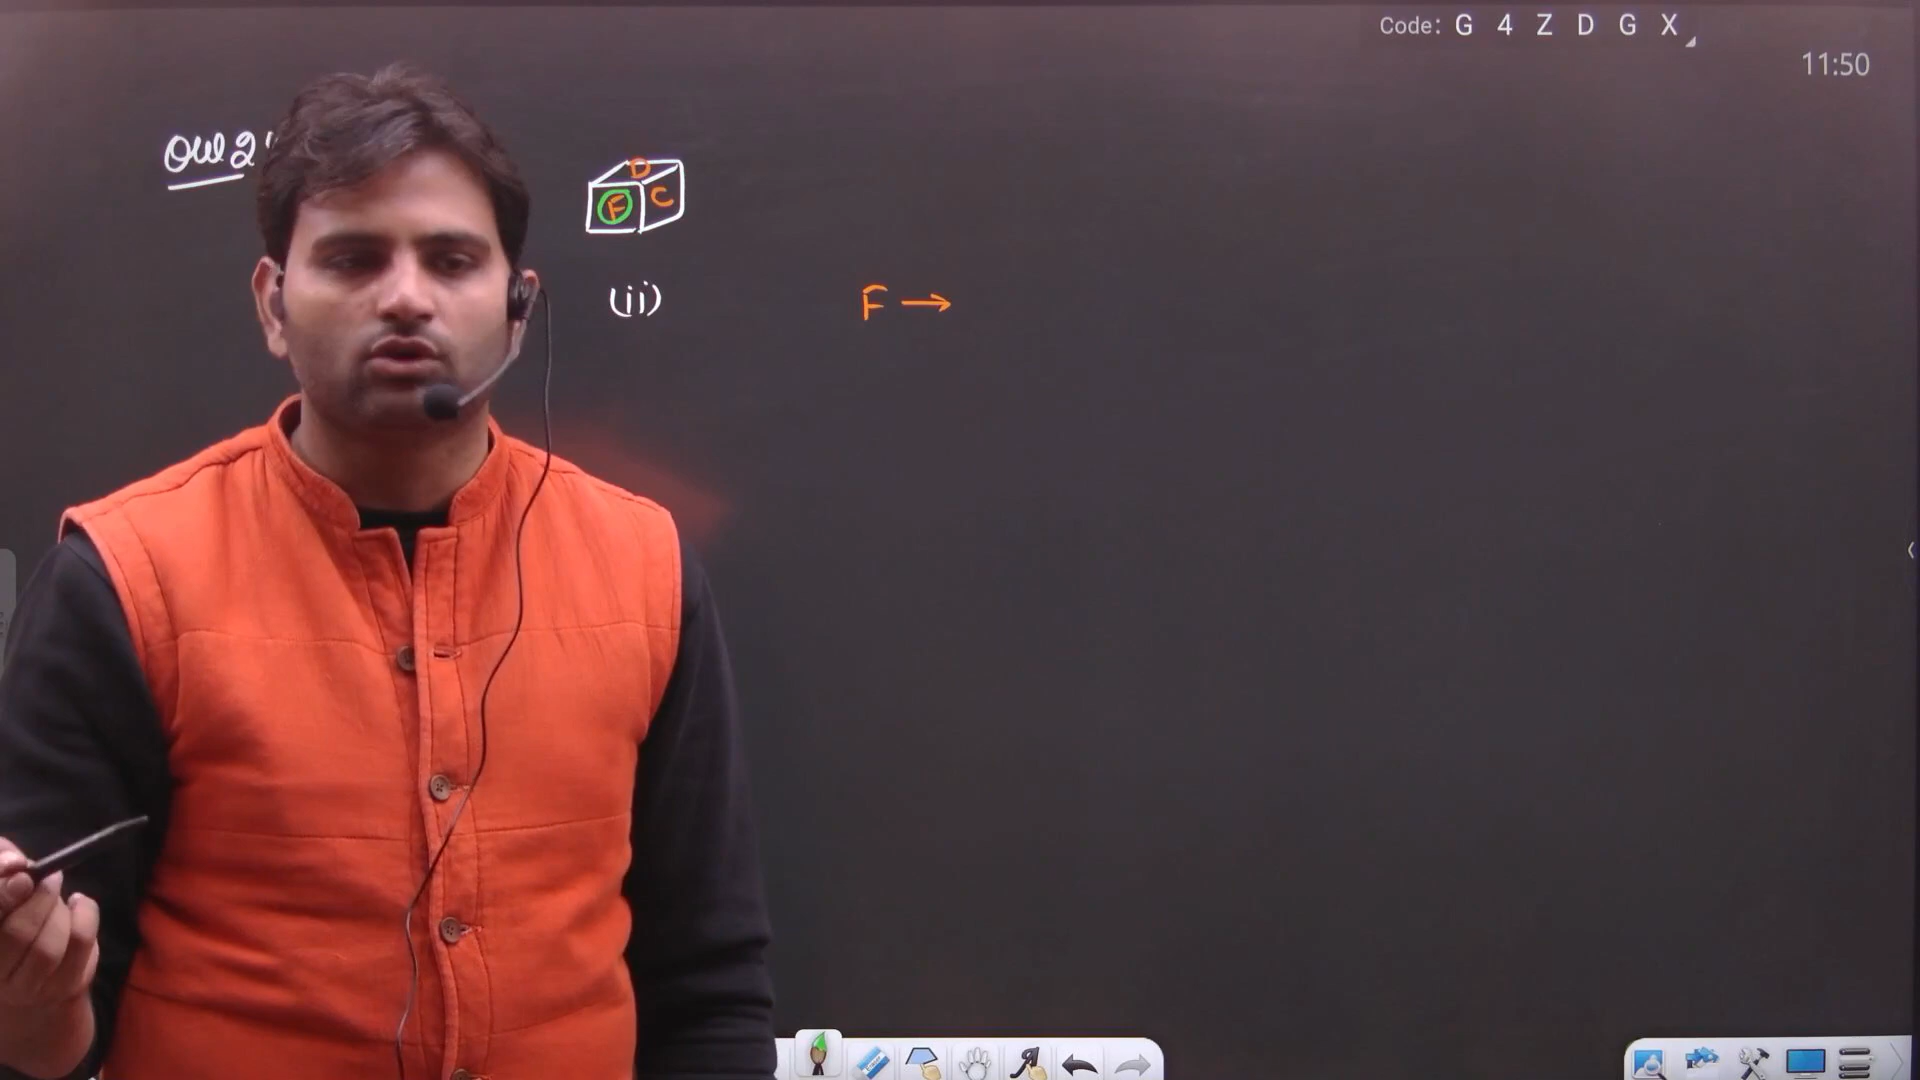 Code: G 4 Z D G X
11:50
D
F C
(ii)
F →